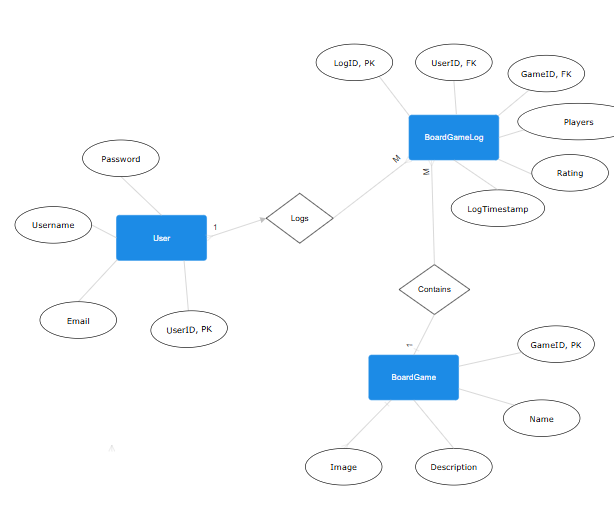 LogID, PK
UserID, FK
GameID, FK
BoardGameLog
Players
Password
M
M
Rating
Username
LogTimestamp
1
Logs
User
Contains
Email
UserID, PK
1
GameID, PK
BoardGame
Name
Image
Description